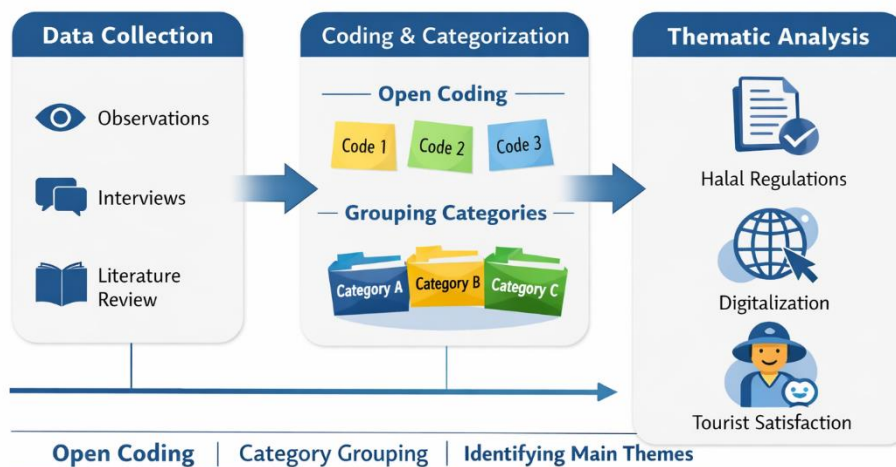 Data Collection
Observations
Interviews
Literature
Review
Coding & Categorization
Open Coding
Code 1
Code 2
Code 3
Grouping Categories
Category A
Category B
Category C
Thematic Analysis
Halal Regulations
Digitalization
Tourist Satisfaction
Open Coding | Category Grouping | Identifying Main Themes